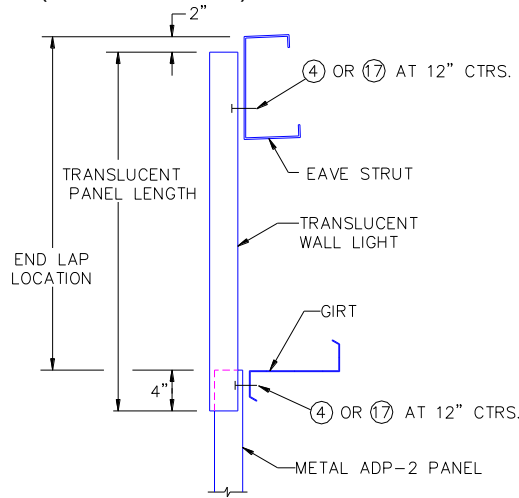 2"
④ OR ⑰ AT 12" CTRS.
EAVE STRUT
TRANSLUCENT
PANEL LENGTH
TRANSLUCENT
WALL LIGHT
END LAP
LOCATION
GIRT
4"
④ OR ⑰ AT 12" CTRS.
METAL ADP-2 PANEL